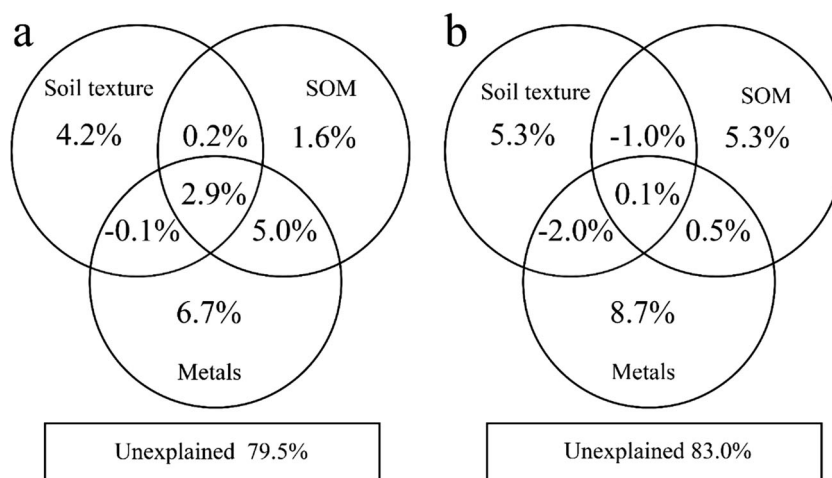 a
Soil texture
SOM
4.2%
0.2%
1.6%
2.9%
-0.1%
5.0%
6.7%
Metals
Unexplained 79.5%
b
Soil texture
SOM
5.3%
-1.0%
5.3%
0.1%
-2.0%
0.5%
8.7%
Metals
Unexplained 83.0%